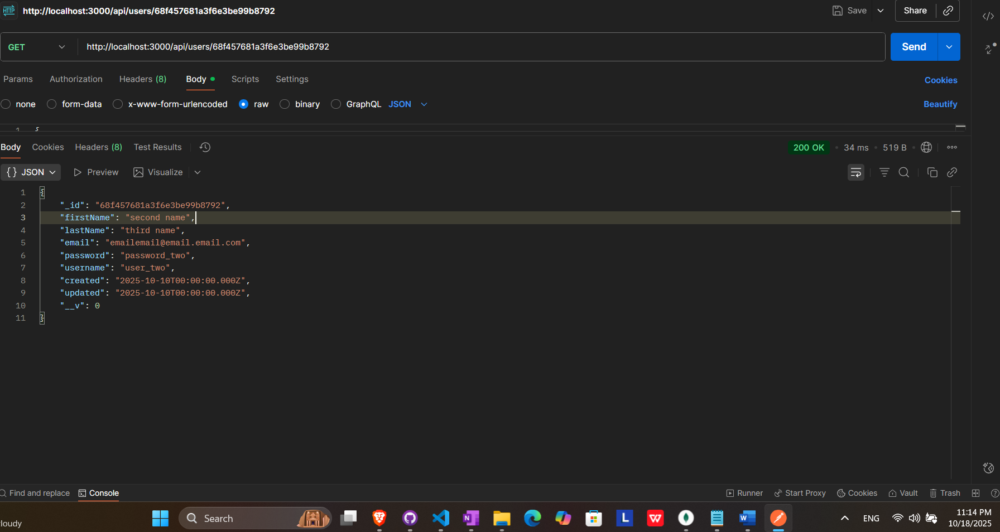 HTTP http://localhost:3000/api/users/68f457681a3f6e3be99b8792 Save Share
GET http://localhost:3000/api/users/68f457681a3f6e3be99b8792 Send
Params Authorization Headers (8) Body Scripts Settings Cookies
none form-data x-www-form-urlencoded raw binary GraphQL JSON Beautify
1 {
Body Cookies Headers (8) Test Results 200 OK 34 ms 519 B
{} JSON Preview Visualize
1 {
2 "_id": "68f457681a3f6e3be99b8792",
3 "firstName": "second name",
4 "lastName": "third name",
5 "email": "emailemail@email.email.com",
6 "password": "password_two",
7 "username": "user_two",
8 "created": "2025-10-10T00:00:00.000Z",
9 "updated": "2025-10-10T00:00:00.000Z",
10 "__v": 0
11 }
Find and replace Console Runner Start Proxy Cookies Vault Trash
loudy Search ENG 11:14 PM
10/18/2025